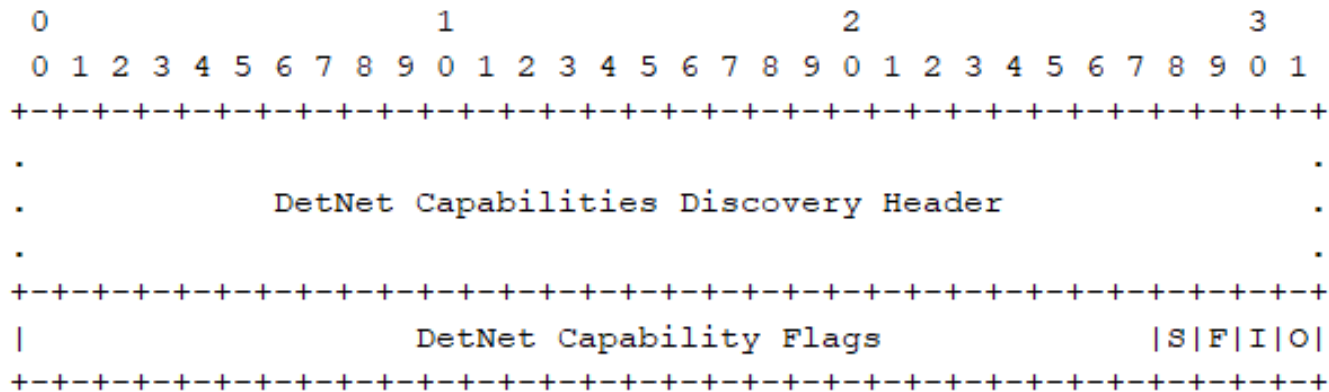 0                   1                   2                   3
 0 1 2 3 4 5 6 7 8 9 0 1 2 3 4 5 6 7 8 9 0 1 2 3 4 5 6 7 8 9 0 1
+-+-+-+-+-+-+-+-+-+-+-+-+-+-+-+-+-+-+-+-+-+-+-+-+-+-+-+-+-+-+-+-+
.                                                               .
.            DetNet Capabilities Discovery Header               .
.                                                               .
+-+-+-+-+-+-+-+-+-+-+-+-+-+-+-+-+-+-+-+-+-+-+-+-+-+-+-+-+-+-+-+-+
|                   DetNet Capability Flags             |S|F|I|O|
+-+-+-+-+-+-+-+-+-+-+-+-+-+-+-+-+-+-+-+-+-+-+-+-+-+-+-+-+-+-+-+-+